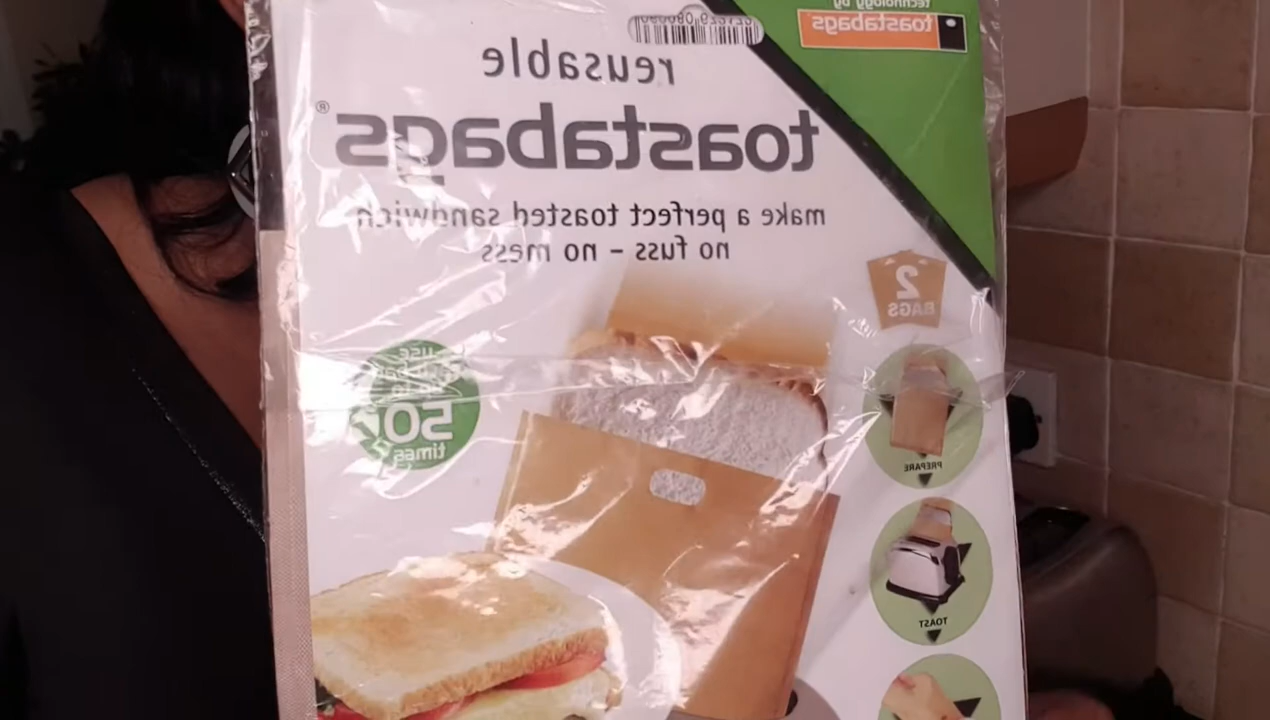 technology by
toastabags
reusable
toastabags®
make a perfect toasted sandwich
no fuss – no mess
2
BAGS
use
50
times
PREPARE
TOAST